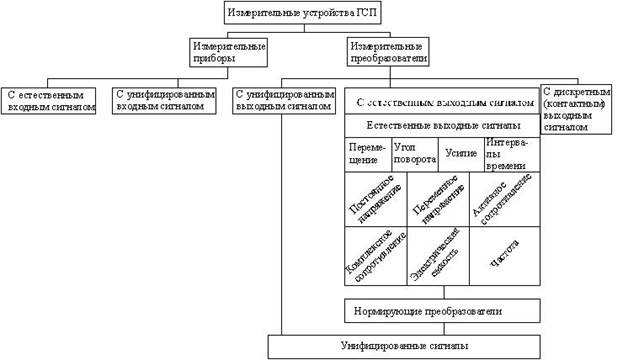 Измерительные устройства ГСП
Измерительные
приборы
Измерительные
преобразователи
С естественным
входным сигналом
С унифицированным
входным сигналом
С унифицированным
выходным сигналом
С естественным выходным сигналом
С дискретным
(контактным)
выходным
сигналом
Естественные выходные сигналы
Переме-
щение
Угол
поворота
Усилие
Интерва-
лы
времени
Постоянное
напряжение
Переменное
напряжение
Активное
сопротивление
Комплексное
сопротивление
Электрическая
емкость
Частота
Нормирующие преобразователи
Унифицированные сигналы